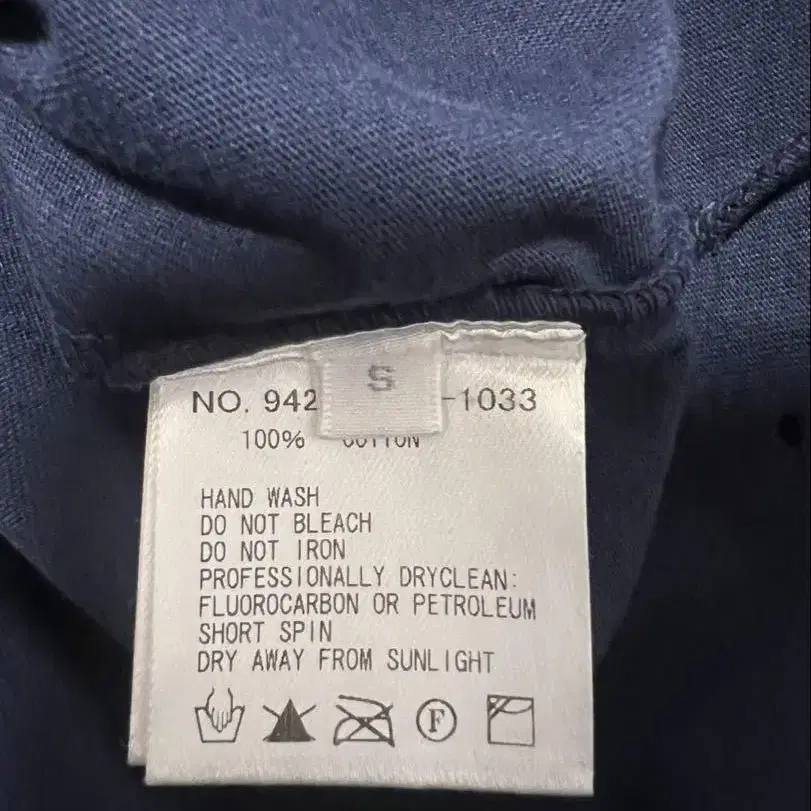 S
NO. 942 -1033
100% COTTON
HAND WASH
DO NOT BLEACH
DO NOT IRON
PROFESSIONALLY DRYCLEAN:
FLUOROCARBON OR PETROLEUM
SHORT SPIN
DRY AWAY FROM SUNLIGHT
F